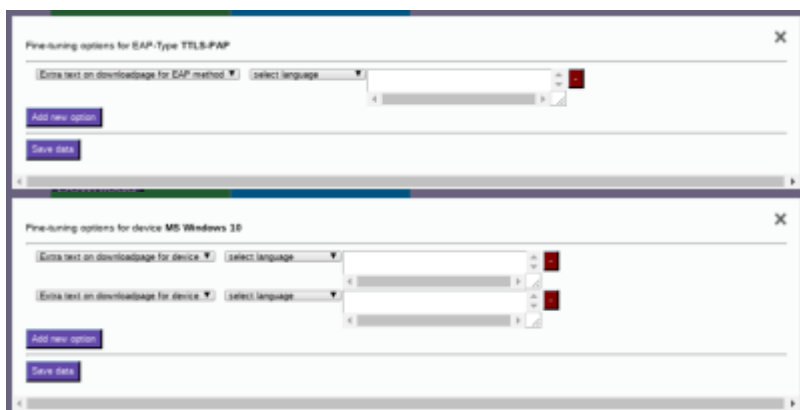 Fine-tuning options for EAP-Type TTLS-PAP
Extra text on downloadpage for EAP method ▼ select language ▼ -
Add new option
Save data
Fine-tuning options for device MS Windows 10
Extra text on downloadpage for device ▼ select language ▼ -
Extra text on downloadpage for device ▼ select language ▼ -
Add new option
Save data